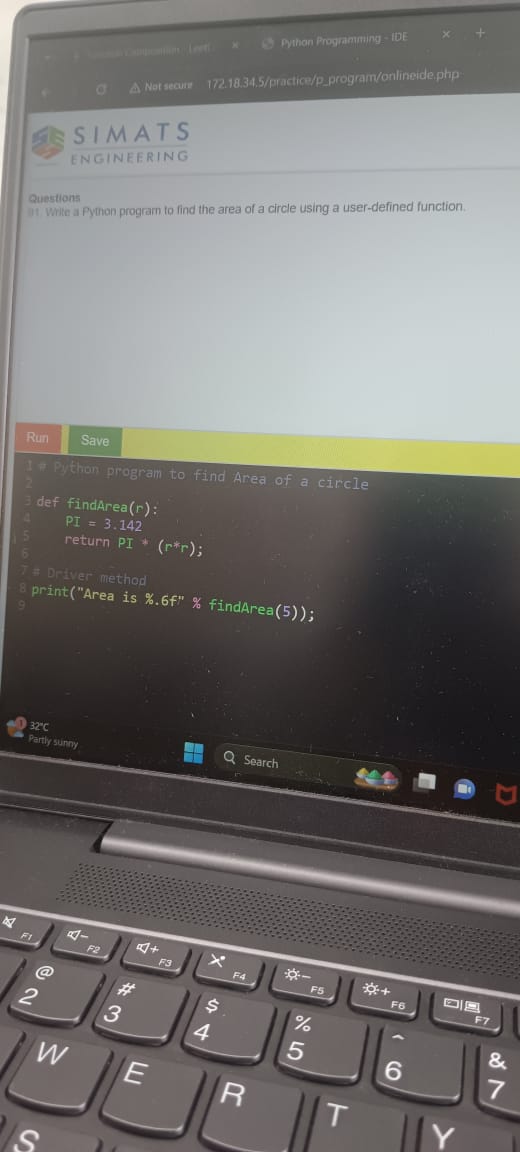 Python Programming - IDE
Not secure 172.18.34.5/practice/p_program/onlineide.php
SIMATS
ENGINEERING
Questions
91. Write a Python program to find the area of a circle using a user-defined function.
Run Save
1 # Python program to find Area of a circle
2
3 def findArea(r):
4 PI = 3.142
5 return PI * (r*r);
6
7 # Driver method
8 print("Area is %.6f" % findArea(5));
9
1
32°C
Partly sunny
Search
F1 F2 F3 F4 F5 F6 F7
@ # $ % ^ &
2 3 4 5 6 7
W E R T Y
S